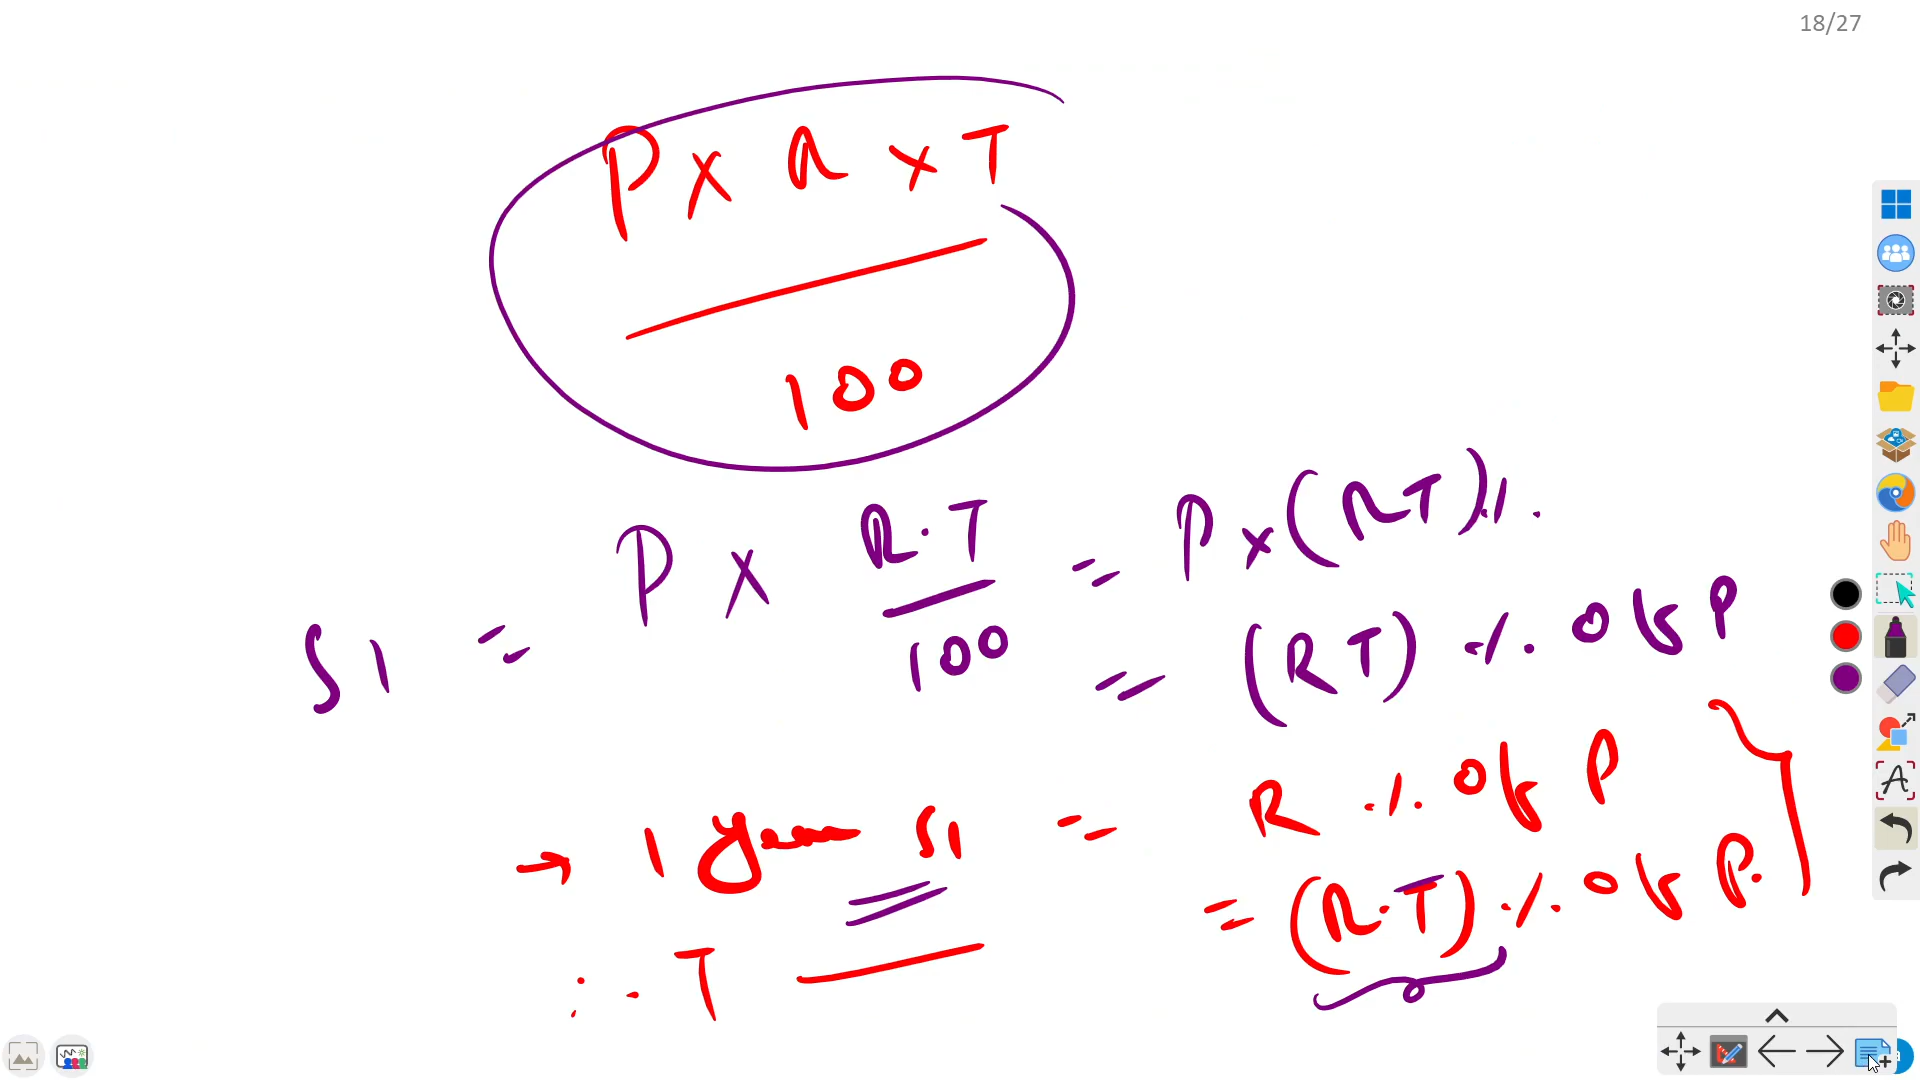 18/27
P x R x T
100
SI = P x R.T / 100 = P x (RT) %.
= (RT) %. of P
→ 1 year SI = R %. of P
∴ T — = (R.T) %. of P.